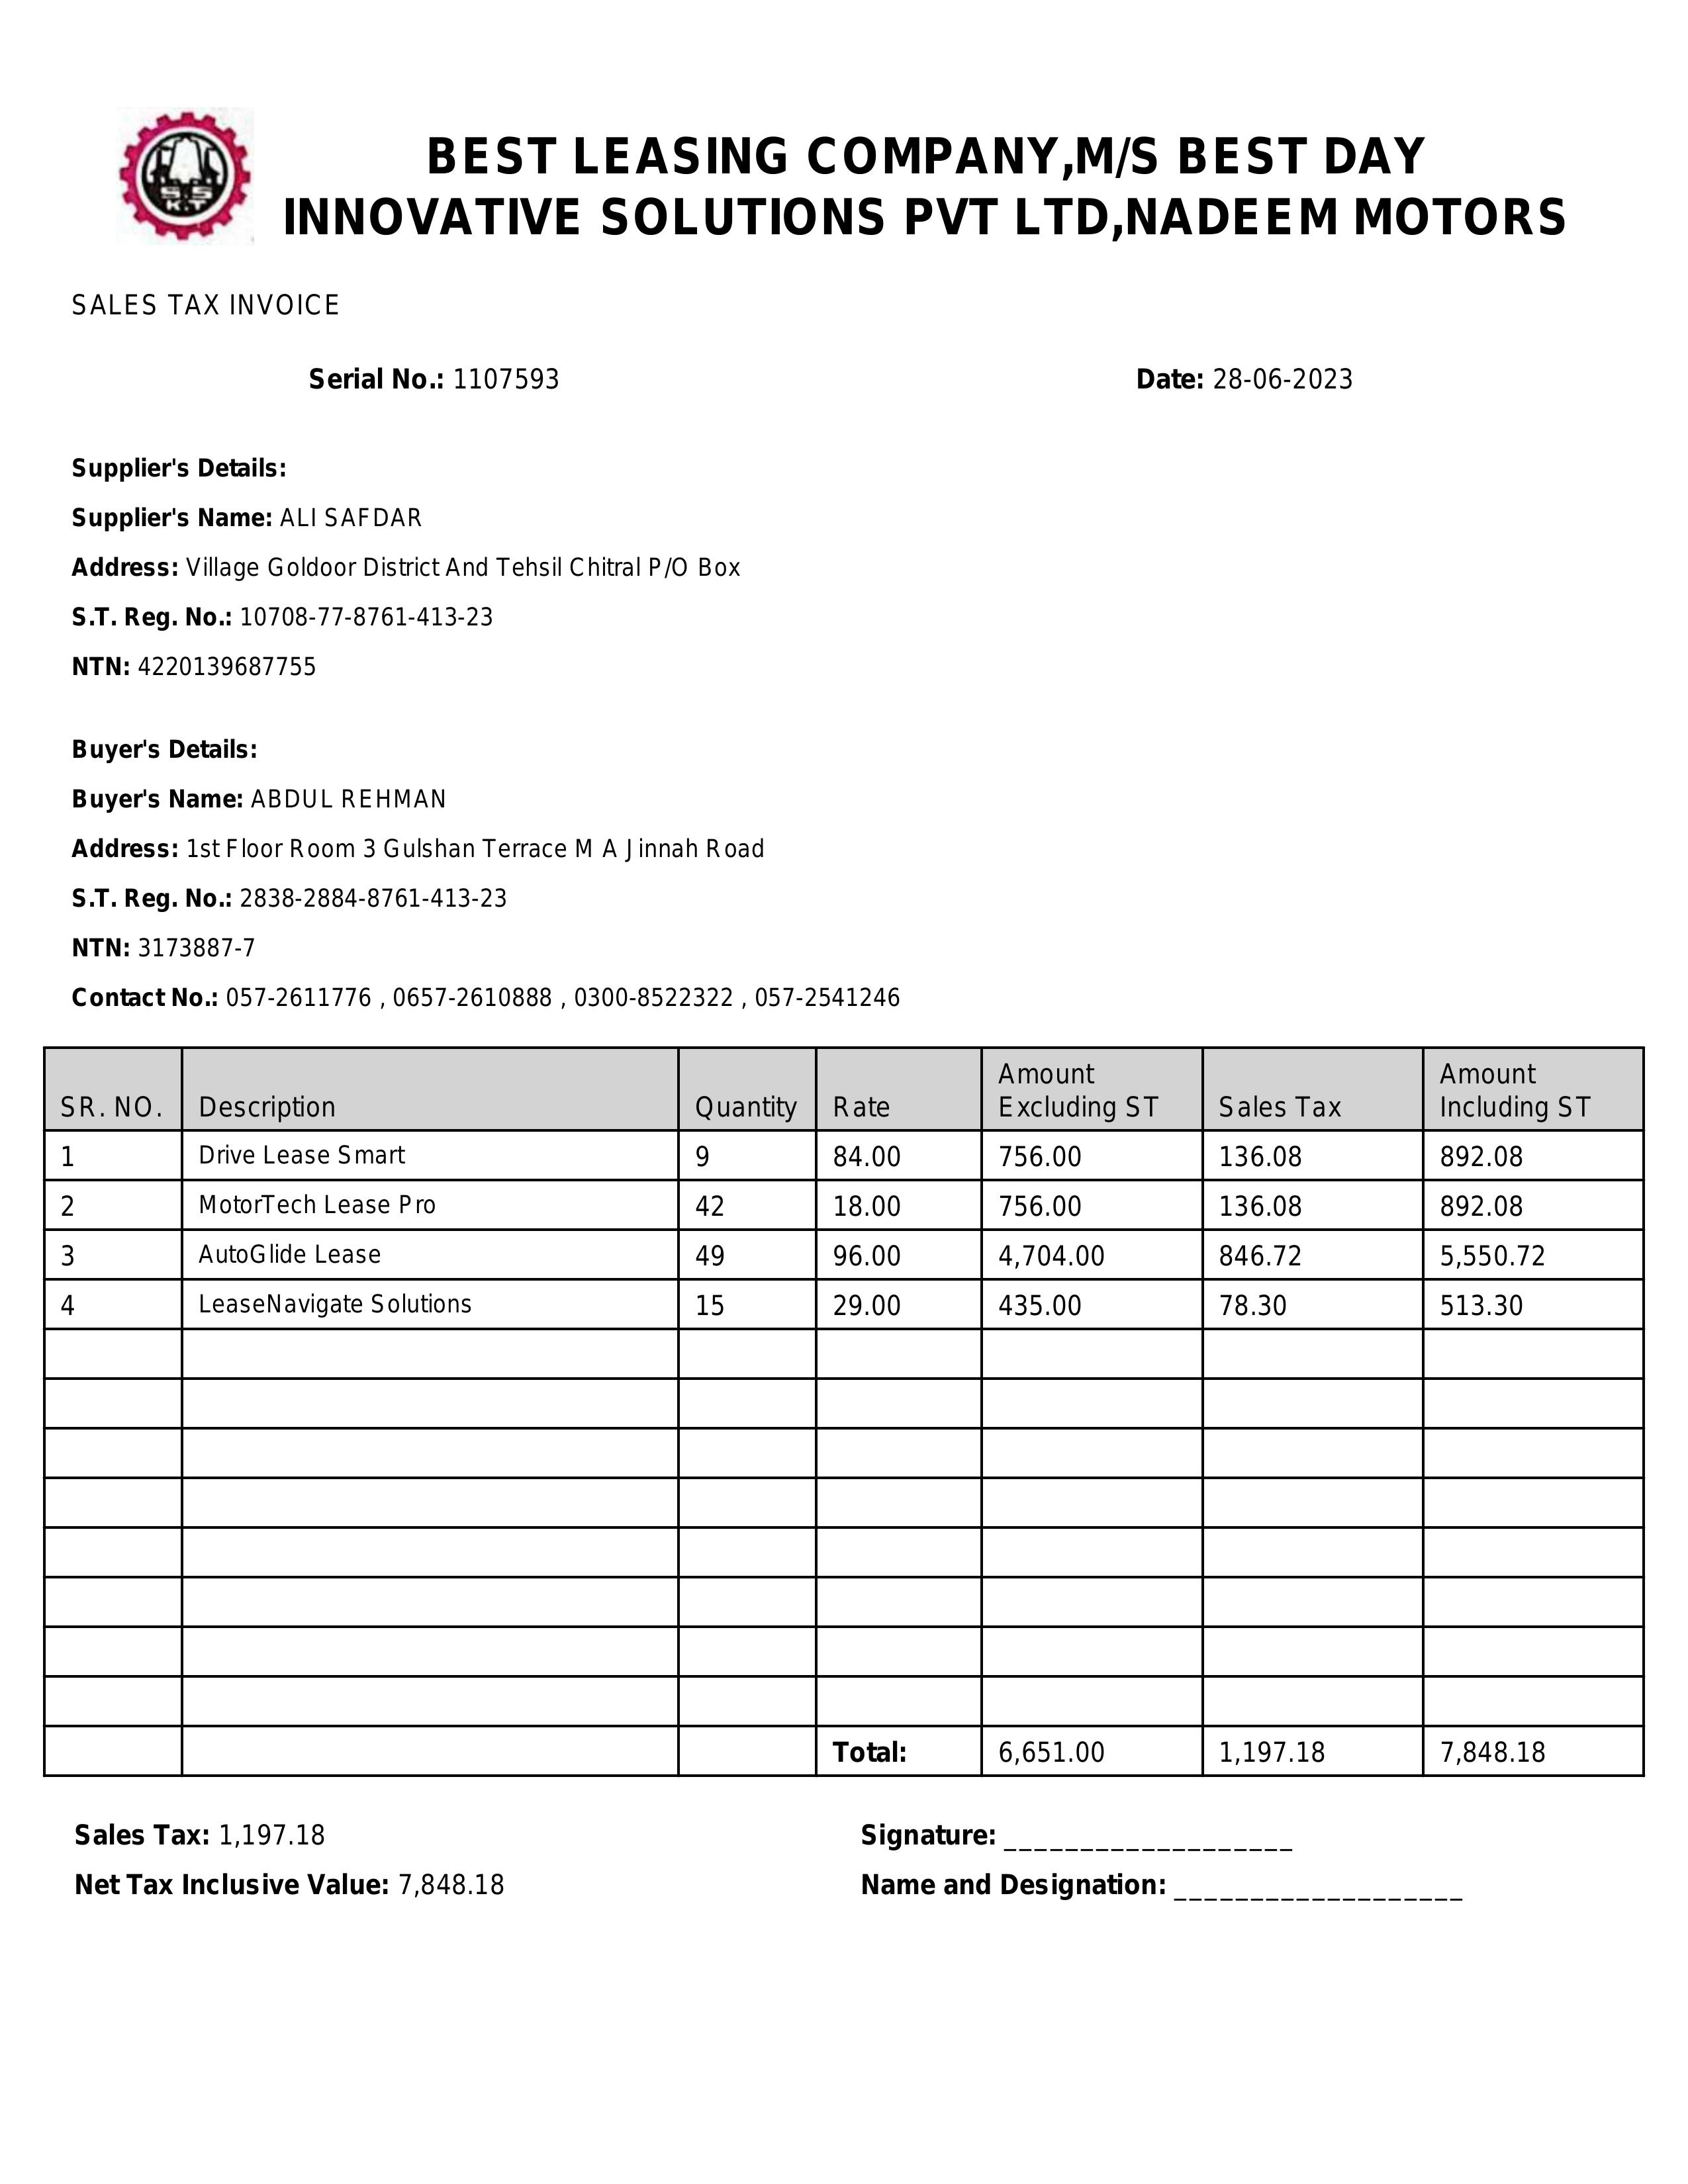 BEST LEASING COMPANY,M/S BEST DAY
INNOVATIVE SOLUTIONS PVT LTD,NADEEM MOTORS
SALES TAX INVOICE
Serial No.: 1107593 Date: 28-06-2023
Supplier's Details:
Supplier's Name: ALI SAFDAR
Address: Village Goldoor District And Tehsil Chitral P/O Box
S.T. Reg. No.: 10708-77-8761-413-23
NTN: 4220139687755
Buyer's Details:
Buyer's Name: ABDUL REHMAN
Address: 1st Floor Room 3 Gulshan Terrace M A Jinnah Road
S.T. Reg. No.: 2838-2884-8761-413-23
NTN: 3173887-7
Contact No.: 057-2611776 , 0657-2610888 , 0300-8522322 , 057-2541246
SR. NO. Description Quantity Rate Amount Excluding ST Sales Tax Amount Including ST
1 Drive Lease Smart 9 84.00 756.00 136.08 892.08
2 MotorTech Lease Pro 42 18.00 756.00 136.08 892.08
3 AutoGlide Lease 49 96.00 4,704.00 846.72 5,550.72
4 LeaseNavigate Solutions 15 29.00 435.00 78.30 513.30
Total: 6,651.00 1,197.18 7,848.18
Sales Tax: 1,197.18 Signature: ___________________
Net Tax Inclusive Value: 7,848.18 Name and Designation: ___________________